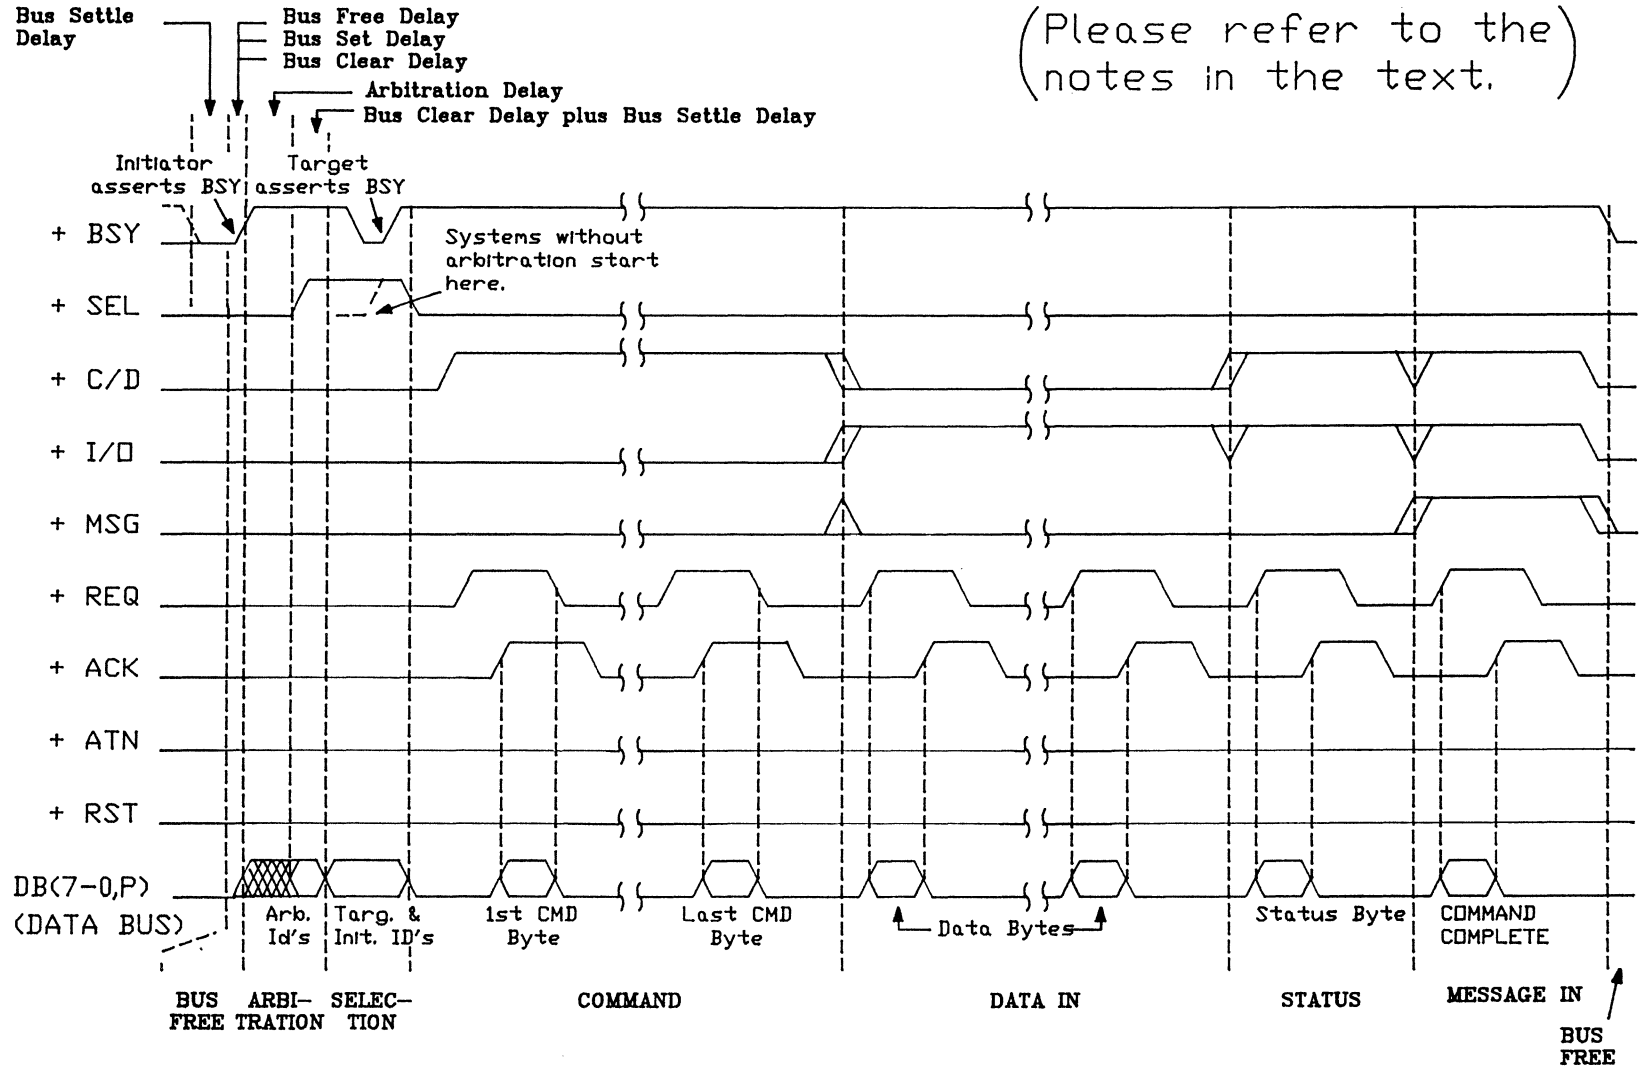 Bus Settle
Delay
Bus Free Delay
Bus Set Delay
Bus Clear Delay
Arbitration Delay
Bus Clear Delay plus Bus Settle Delay
(Please refer to the
notes in the text.)
Initiator
asserts BSY
Target
asserts BSY
Systems without
arbitration start
here.
+ BSY
+ SEL
+ C/D
+ I/O
+ MSG
+ REQ
+ ACK
+ ATN
+ RST
DB(7-0,P)
(DATA BUS)
Arb.
Id's
Targ. &
Init. ID's
1st CMD
Byte
Last CMD
Byte
Data Bytes
Status Byte
COMMAND
COMPLETE
BUS
FREE
ARBI-
TRATION
SELEC-
TION
COMMAND
DATA IN
STATUS
MESSAGE IN
BUS
FREE